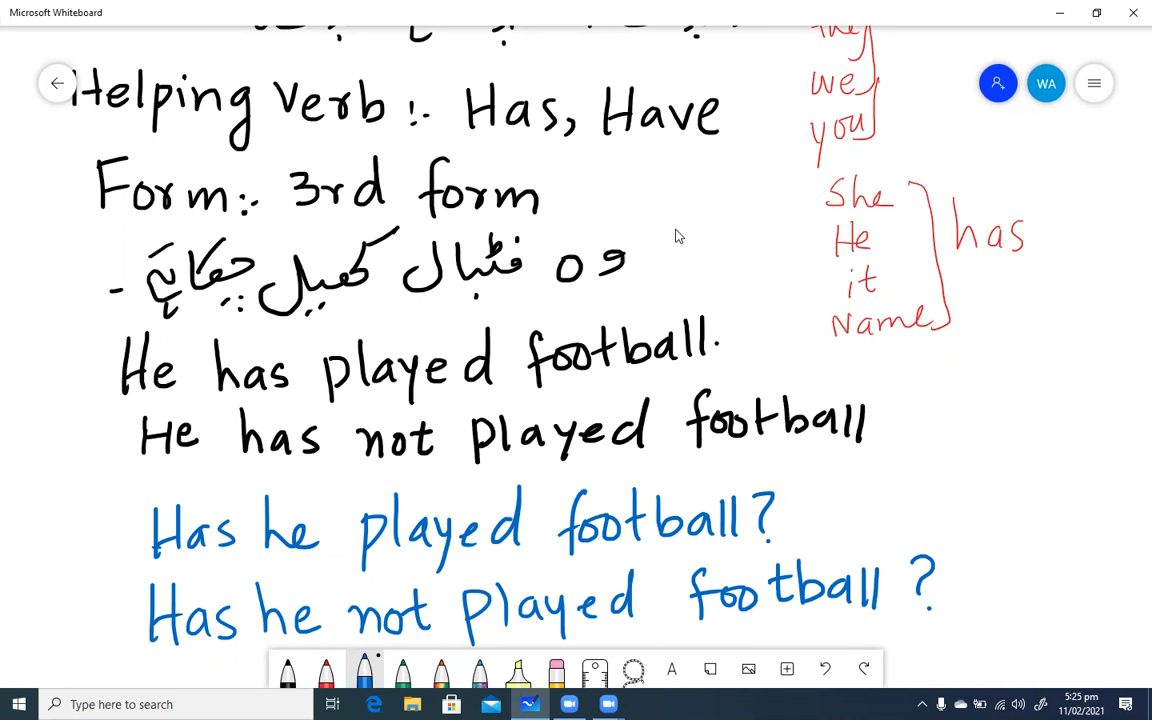 Microsoft Whiteboard
they
we
you
WA
Helping Verb :- Has, Have
Form :- 3rd form
She
He
it
Name
has
وہ فٹبال کھیل چکا ہے -
He has played football.
He has not played football
Has he played football?
Has he not played football ?
A
Type here to search
5:25 pm
11/02/2021